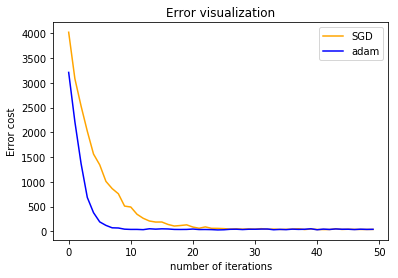 Error visualization
SGD
adam
Error cost
4000
3500
3000
2500
2000
1500
1000
500
0
0 10 20 30 40 50
number of iterations